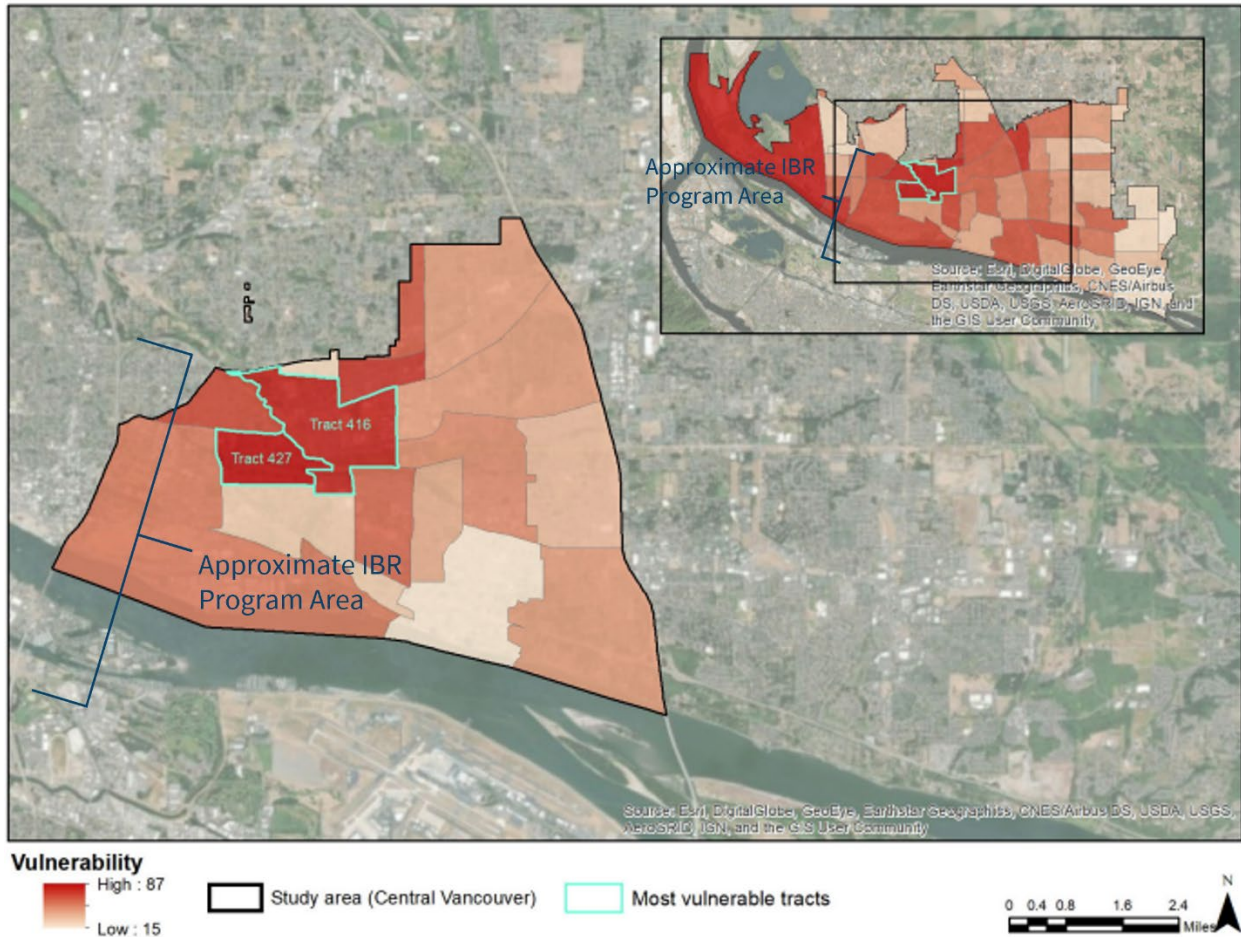 Approximate IBR
Program Area
Source: Esri, DigitalGlobe, GeoEye,
Earthstar Geographics, CNES/Airbus
DS, USDA, USGS, AeroGRID, IGN, and
the GIS User Community
Tract 416
Tract 427
Approximate IBR
Program Area
Source: Esri, DigitalGlobe, GeoEye, Earthstar Geographics, CNES/Airbus DS, USDA, USGS,
AeroGRID, IGN, and the GIS User Community
Vulnerability
High : 87
Low : 15
Study area (Central Vancouver)
Most vulnerable tracts
N
0 0.4 0.8 1.6 2.4
Miles